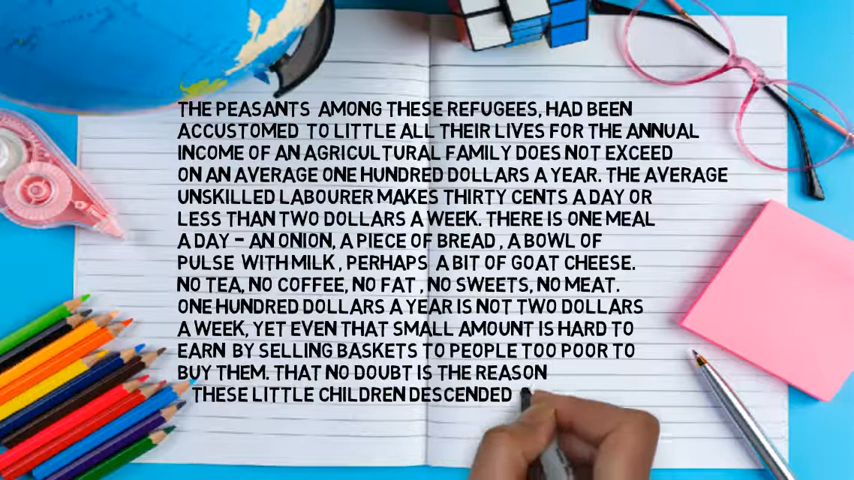 THE PEASANTS AMONG THESE REFUGEES, HAD BEEN
ACCUSTOMED TO LITTLE ALL THEIR LIVES FOR THE ANNUAL
INCOME OF AN AGRICULTURAL FAMILY DOES NOT EXCEED
ON AN AVERAGE ONE HUNDRED DOLLARS A YEAR. THE AVERAGE
UNSKILLED LABOURER MAKES THIRTY CENTS A DAY OR
LESS THAN TWO DOLLARS A WEEK. THERE IS ONE MEAL
A DAY - AN ONION, A PIECE OF BREAD, A BOWL OF
PULSE WITH MILK, PERHAPS A BIT OF GOAT CHEESE.
NO TEA, NO COFFEE, NO FAT, NO SWEETS, NO MEAT.
ONE HUNDRED DOLLARS A YEAR IS NOT TWO DOLLARS
A WEEK, YET EVEN THAT SMALL AMOUNT IS HARD TO
EARN BY SELLING BASKETS TO PEOPLE TOO POOR TO
BUY THEM. THAT NO DOUBT IS THE REASON
THESE LITTLE CHILDREN DESCENDED